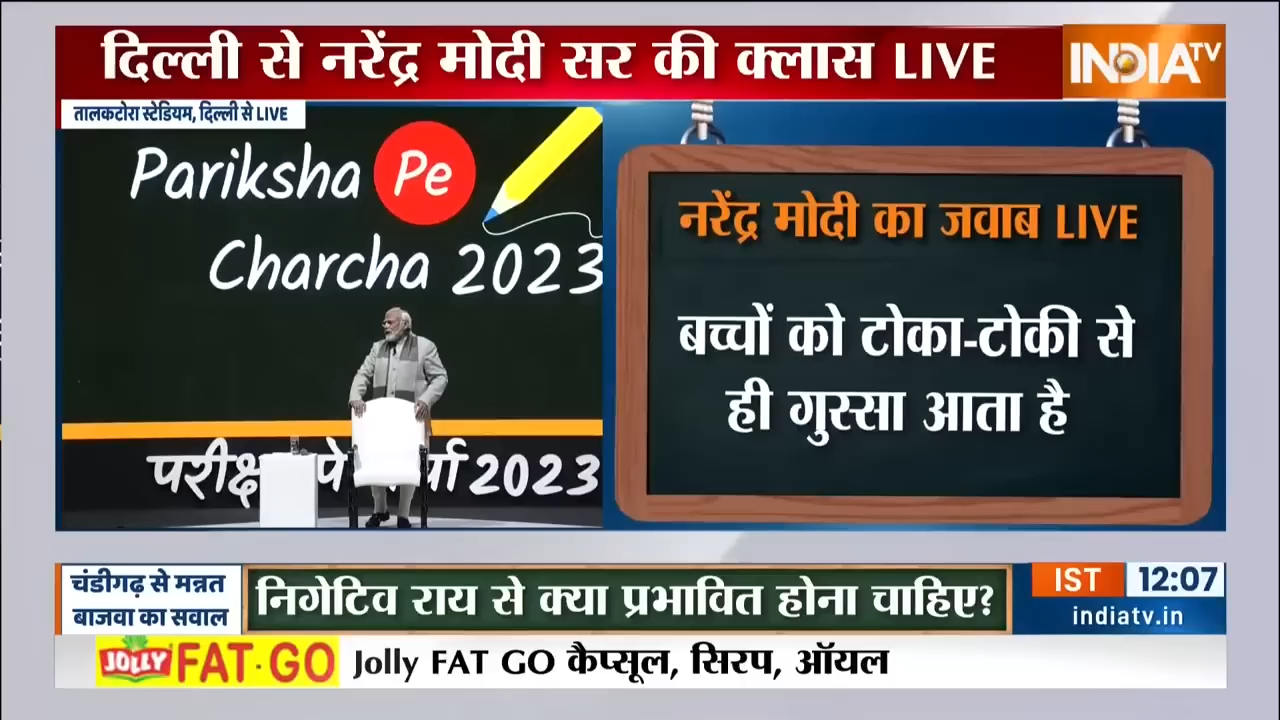 दिल्ली से नरेंद्र मोदी सर की क्लास LIVE
INDIA TV
तालकटोरा स्टेडियम, दिल्ली से LIVE
Pariksha Pe
Charcha 2023
परीक्ष पे र्चा 2023
नरेंद्र मोदी का जवाब LIVE
बच्चों को टोका-टोकी से
ही गुस्सा आता है
चंडीगढ़ से मन्नत
बाजवा का सवाल
निगेटिव राय से क्या प्रभावित होना चाहिए?
IST 12:07
indiatv.in
JOLLY FAT·GO Jolly FAT GO कैप्सूल, सिरप, ऑयल